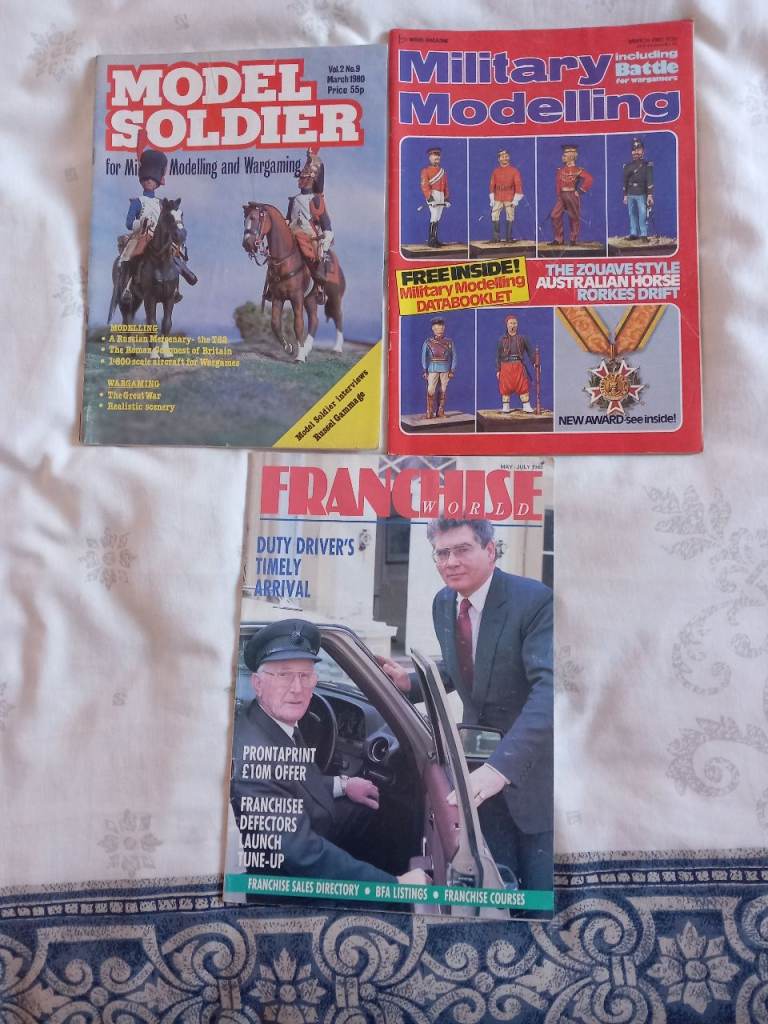 MODEL
SOLDIER
Vol.2 No.9
March 1980
Price 55p
for Mi Modelling and Wargaming
MODELLING
• A Russian Mercenary - the T62
• The Roman Conquest of Britain
• 1-300 scale aircraft for Wargames
WARGAMING
• The Great War
• Realistic scenery
Model Soldier interviews
Russel Gammage
Military
Modelling
including
Battle
for wargamers
FREE INSIDE!
Military Modelling
DATABOOKLET
THE ZOUAVE STYLE
AUSTRALIAN HORSE
RORKES DRIFT
NEW AWARD-see inside!
FRANCHISE
WORLD
MAY - JULY
DUTY DRIVER'S
TIMELY
ARRIVAL
PRONTAPRINT
£10M OFFER
FRANCHISEE
DEFECTORS
LAUNCH
TUNE-UP
FRANCHISE SALES DIRECTORY • BFA LISTINGS • FRANCHISE COURSES